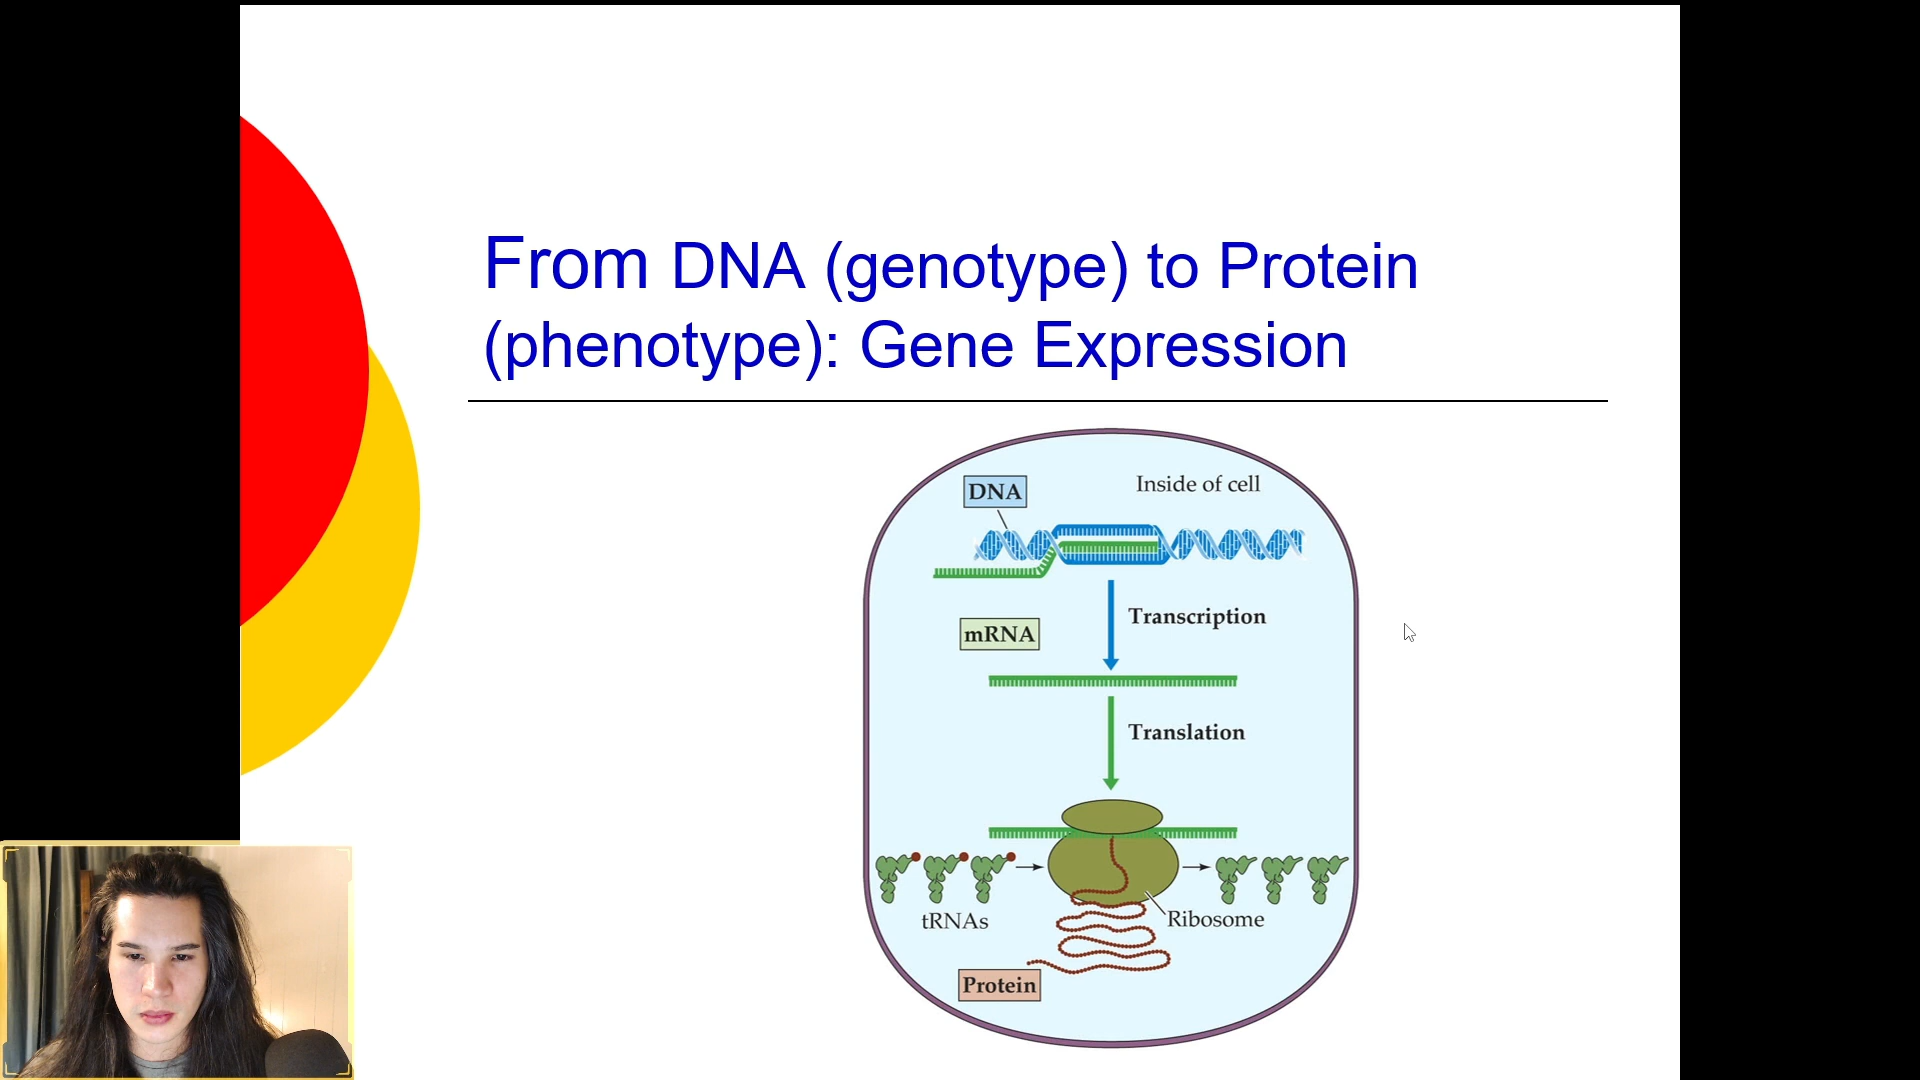 From DNA (genotype) to Protein
(phenotype): Gene Expression
DNA
Inside of cell
Transcription
mRNA
Translation
tRNAs
Ribosome
Protein